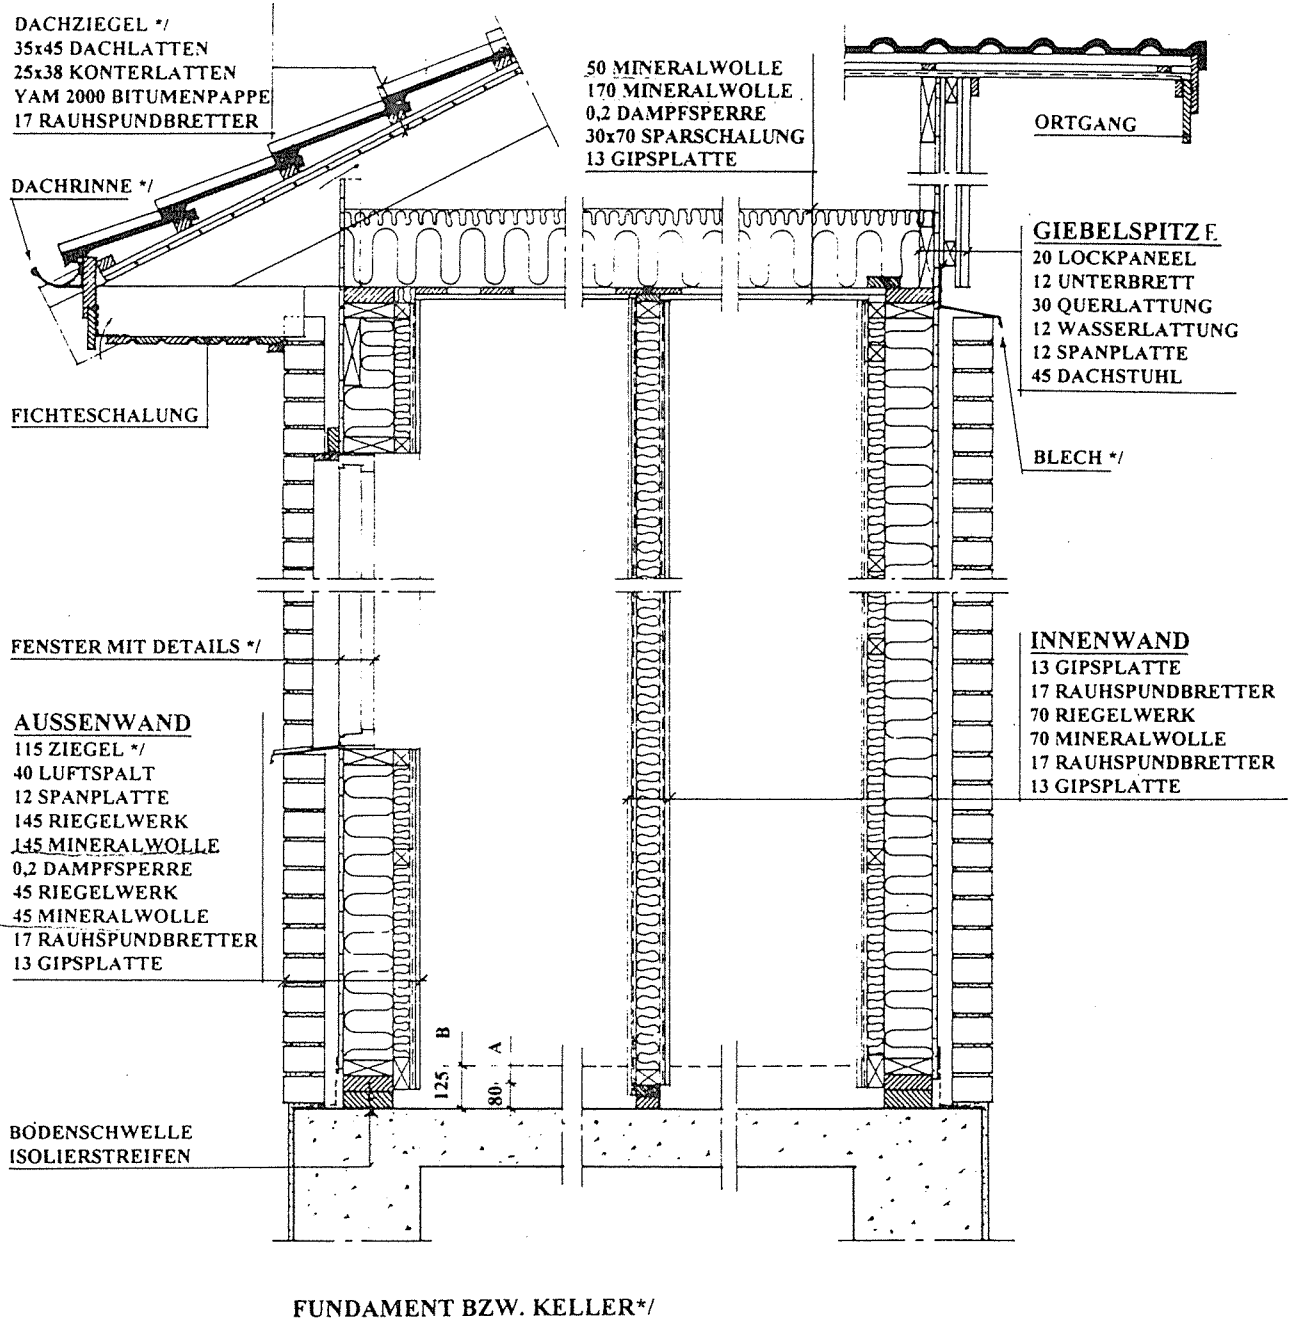 DACHZIEGEL */
35x45 DACHLATTEN
25x38 KONTERLATTEN
YAM 2000 BITUMENPAPPE
17 RAUHSPUNDBRETTER
DACHRINNE */
FICHTESCHALUNG
50 MINERALWOLLE
170 MINERALWOLLE
0,2 DAMPFSPERRE
30x70 SPARSCHALUNG
13 GIPSPLATTE
ORTGANG
GIEBELSPITZE
20 LOCKPANEEL
12 UNTERBRETT
30 QUERLATTUNG
12 WASSERLATTUNG
12 SPANPLATTE
45 DACHSTUHL
BLECH */
FENSTER MIT DETAILS */
AUSSENWAND
115 ZIEGEL */
40 LUFTSPALT
12 SPANPLATTE
145 RIEGELWERK
145 MINERALWOLLE
0,2 DAMPFSPERRE
45 RIEGELWERK
45 MINERALWOLLE
17 RAUHSPUNDBRETTER
13 GIPSPLATTE
INNENWAND
13 GIPSPLATTE
17 RAUHSPUNDBRETTER
70 RIEGELWERK
70 MINERALWOLLE
17 RAUHSPUNDBRETTER
13 GIPSPLATTE
125 B
80 A
BODENSCHWELLE
ISOLIERSTREIFEN
FUNDAMENT BZW. KELLER*/